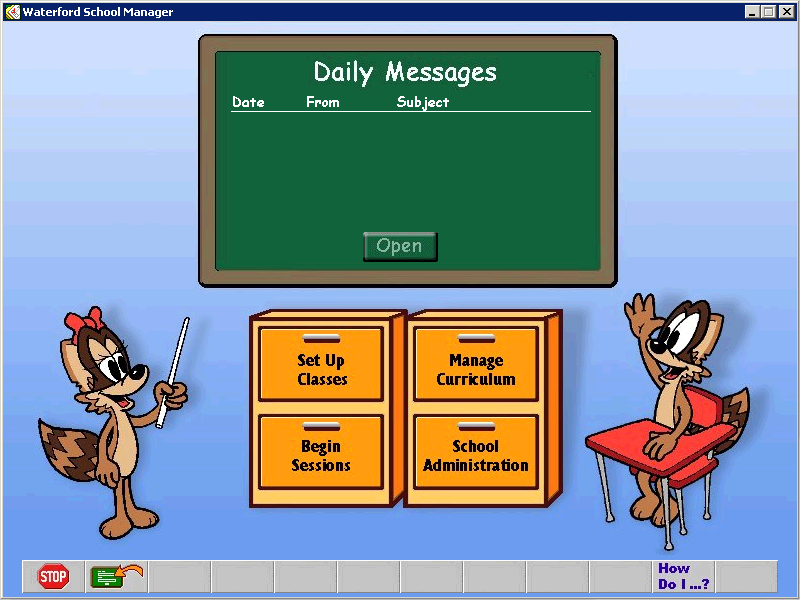 Waterford School Manager
Daily Messages
Date From Subject
Open
Set Up
Classes
Manage
Curriculum
Begin
Sessions
School
Administration
STOP
How
Do I ...?